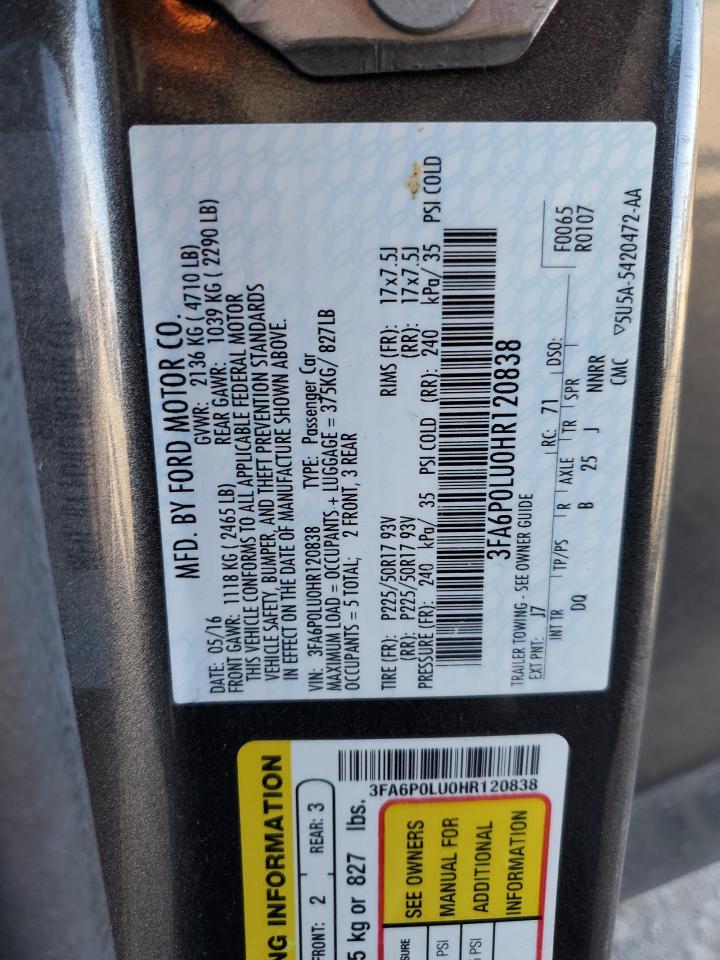 MFD. BY FORD MOTOR CO.
DATE: 05/16 GVWR: 2136 KG ( 4710 LB)
FRONT GAWR: 1118 KG ( 2465 LB) REAR GAWR: 1039 KG ( 2290 LB)
THIS VEHICLE CONFORMS TO ALL APPLICABLE FEDERAL MOTOR
VEHICLE SAFETY, BUMPER, AND THEFT PREVENTION STANDARDS
IN EFFECT ON THE DATE OF MANUFACTURE SHOWN ABOVE.
VIN: 3FA6P0LU0HR120838 TYPE: Passenger Car
MAXIMUM LOAD = OCCUPANTS + LUGGAGE = 375KG/ 827LB
OCCUPANTS = 5 TOTAL; 2 FRONT, 3 REAR
TIRE (FR): P225/50R17 93V RIMS (FR): 17x7.5J
(RR): P225/50R17 93V (RR): 17x7.5J
PRESSURE (FR): 240 kPa/ 35 PSI COLD (RR): 240 kPa/ 35 PSI COLD
3FA6P0LU0HR120838
TRAILER TOWING - SEE OWNER GUIDE
EXT PNT: J7 RC: 71 DSO:
F0065
R0107
INT TR TP/PS R AXLE TR SPR
DQ B 25 J NNRR
CMC ▽5U5A-5420472-AA
NG INFORMATION
FRONT: 2 REAR: 3
5 kg or 827 lbs.
3FA6P0LU0HR120838
SEE OWNERS
MANUAL FOR
ADDITIONAL
INFORMATION
SURE
PSI
PSI